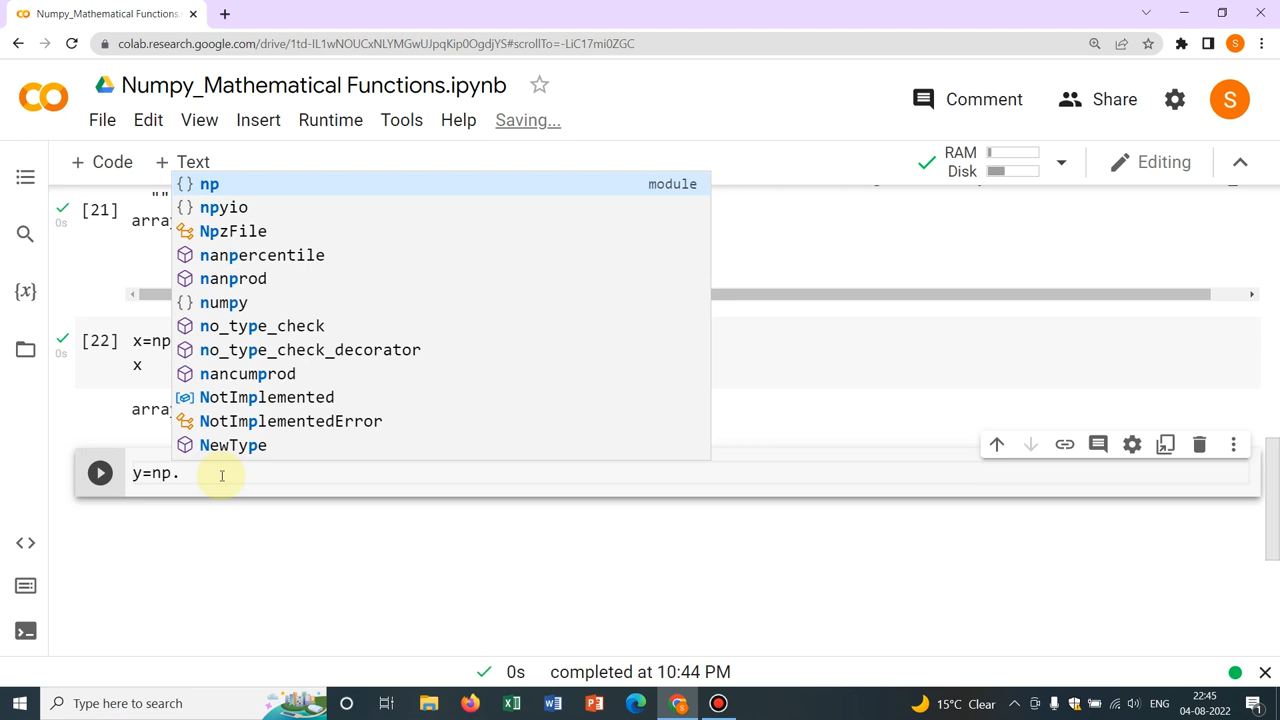 Numpy_Mathematical Functions.
colab.research.google.com/drive/1td-IL1wNOUCxNLYMGwUJpqKip0OgdjYS#scrollTo=-LiC17mi0ZGC
S
Numpy_Mathematical Functions.ipynb
Comment
Share
S
File Edit View Insert Runtime Tools Help Saving...
+ Code + Text
RAM
Disk
Editing
np module
npyio
NpzFile
nanpercentile
nanprod
numpy
no_type_check
no_type_check_decorator
nancumprod
NotImplemented
NotImplementedError
NewType
""
[21]
0s
arra
{x}
[22]
0s
x=np
x
arra
y=np.
0s completed at 10:44 PM
Type here to search
15°C Clear
22:45
04-08-2022